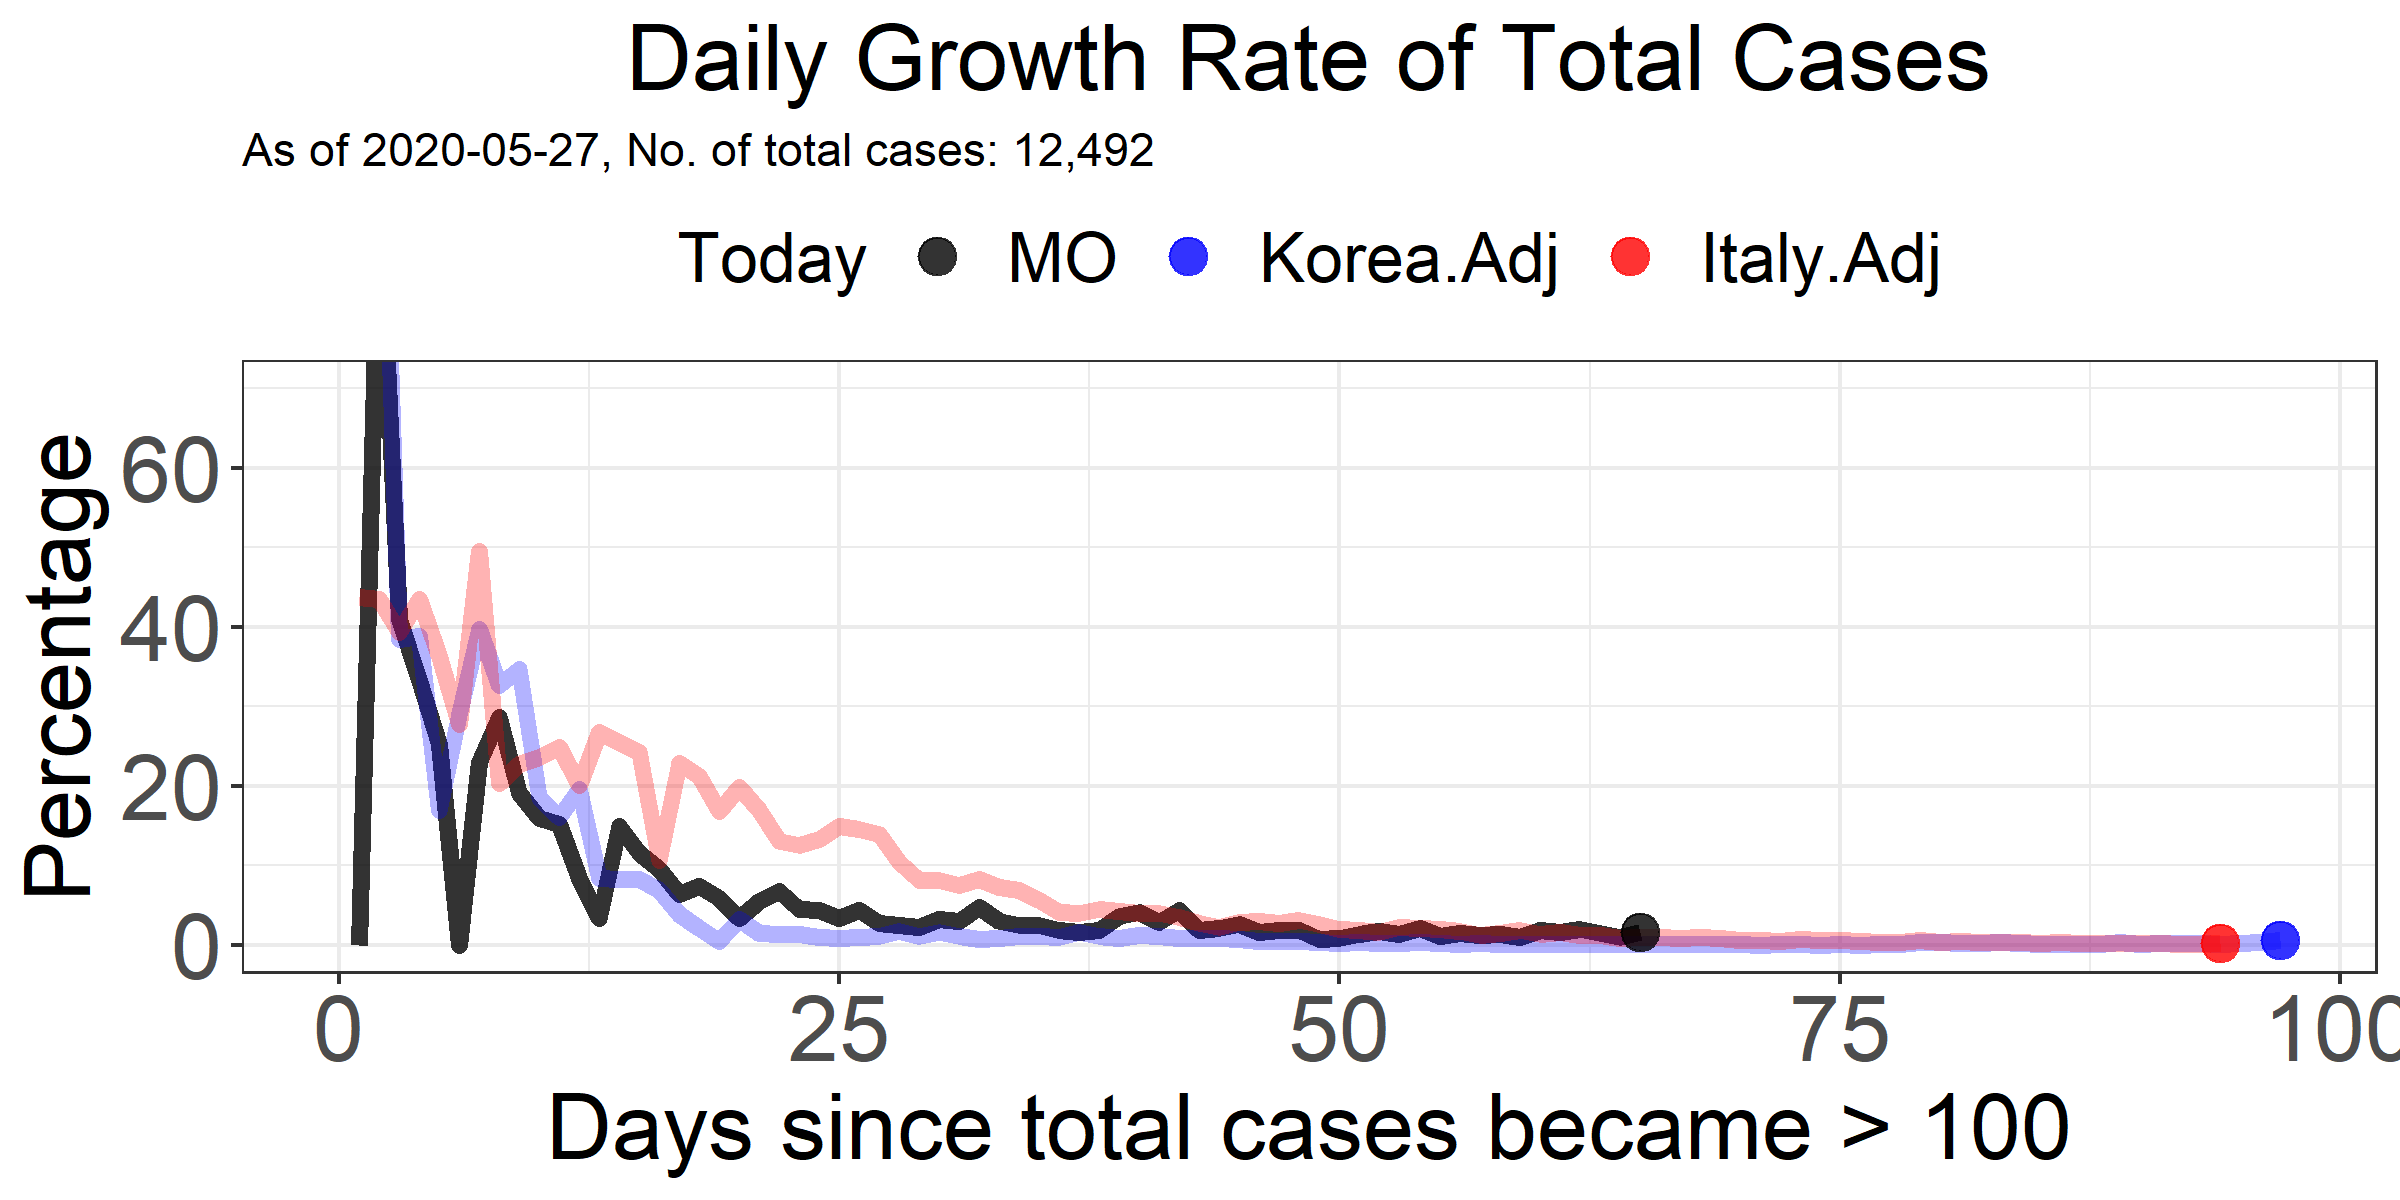 Daily Growth Rate of Total Cases
As of 2020-05-27, No. of total cases: 12,492
Today MO Korea.Adj Italy.Adj
Percentage
60
40
20
0
0 25 50 75 100
Days since total cases became > 100